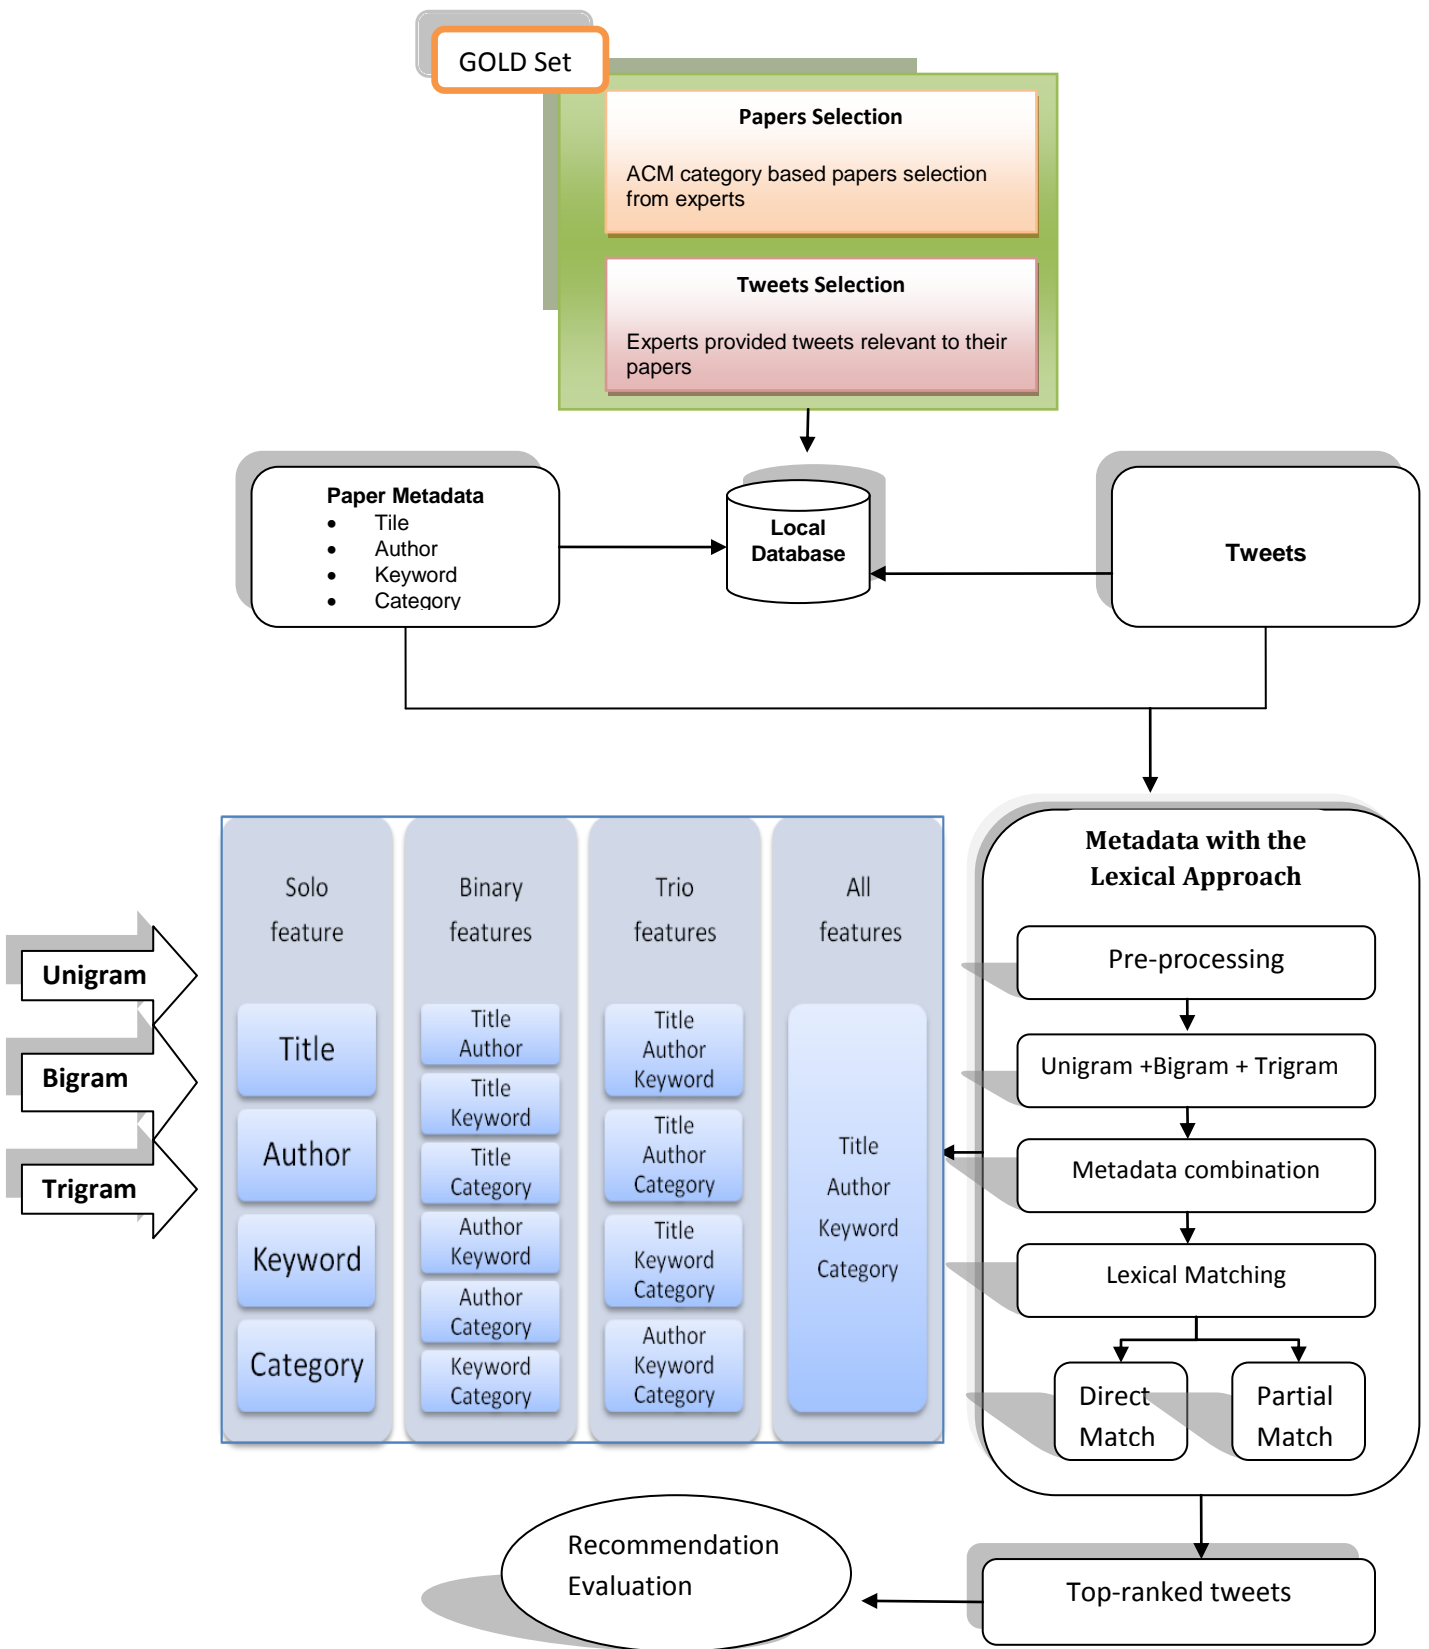 GOLD Set
Papers Selection
ACM category based papers selection
from experts
Tweets Selection
Experts provided tweets relevant to their
papers
Paper Metadata
• Tile
• Author
• Keyword
• Category
Local
Database
Tweets
Unigram
Bigram
Trigram
Solo
feature
Title
Author
Keyword
Category
Binary
features
Title
Author
Title
Keyword
Title
Category
Author
Keyword
Author
Category
Keyword
Category
Trio
features
Title
Author
Keyword
Title
Author
Category
Title
Keyword
Category
Author
Keyword
Category
All
features
Title
Author
Keyword
Category
Metadada with the
Lexical Approach
Pre-processing
Unigram +Bigram + Trigram
Metadata combination
Lexical Matching
Direct
Match
Partial
Match
Top-ranked tweets
Recommendation
Evaluation